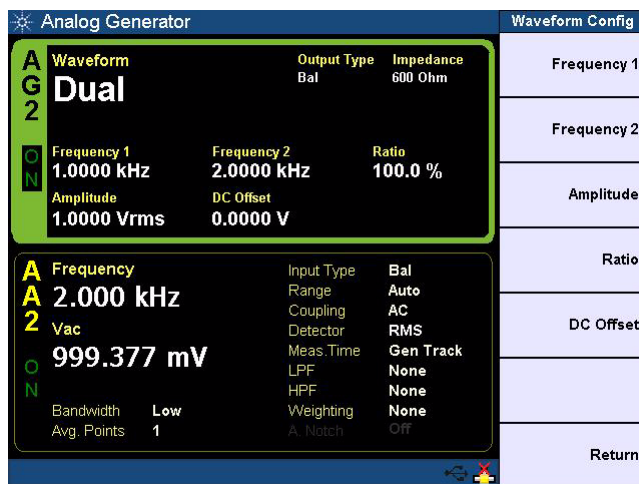 Analog Generator
Waveform Config
AG2
ON
Waveform
Dual
Output Type Impedance
Bal 600 Ohm
Frequency 1 Frequency 2 Ratio
1.0000 kHz 2.0000 kHz 100.0 %
Amplitude DC Offset
1.0000 Vrms 0.0000 V
AA2
ON
Frequency
2.000 kHz
Vac
999.377 mV
Bandwidth Low
Avg. Points 1
Input Type Bal
Range Auto
Coupling AC
Detector RMS
Meas.Time Gen Track
LPF None
HPF None
Weighting None
A. Notch Off
Frequency 1
Frequency 2
Amplitude
Ratio
DC Offset
Return